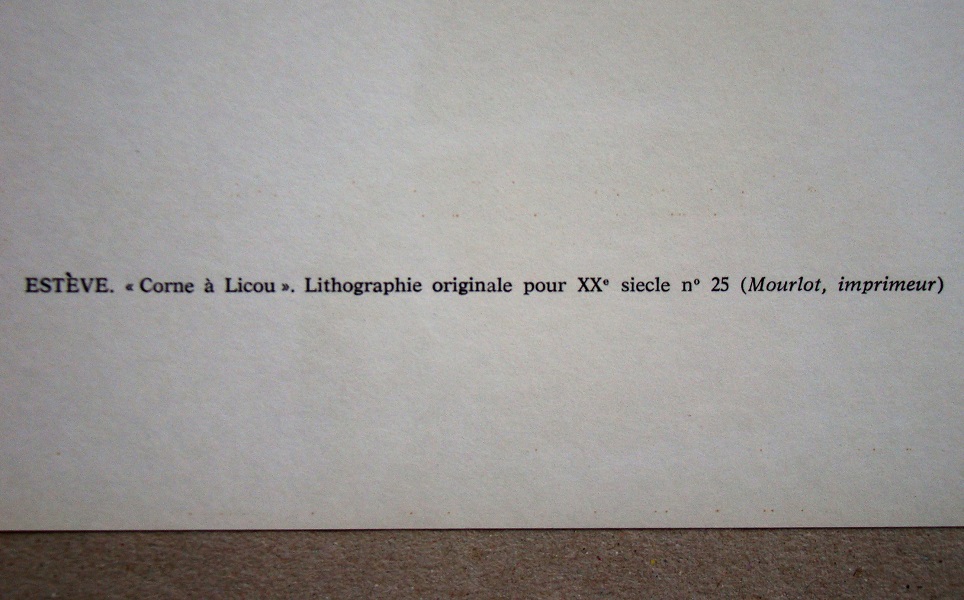 ESTÈVE. « Corne à Licou ». Lithographie originale pour XXᵉ siecle nº 25 (Mourlot, imprimeur)